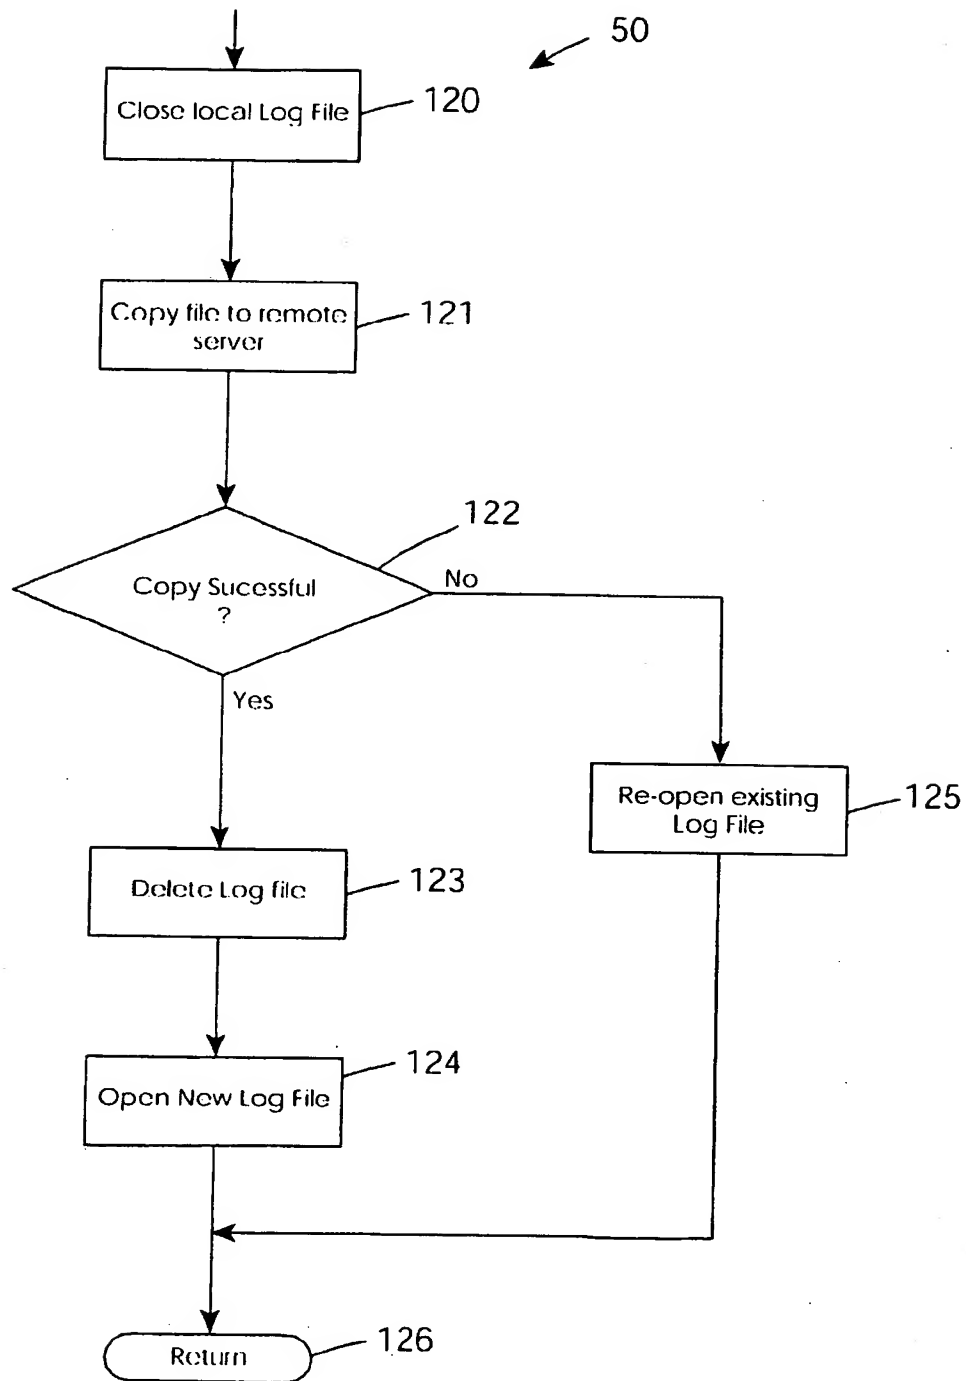 50
Close local Log File
120
Copy file to remote
server
121
122
Copy Sucessful
?
No
Yes
Re-open existing
Log File
125
Delete Log file
123
Open New Log File
124
Return
126